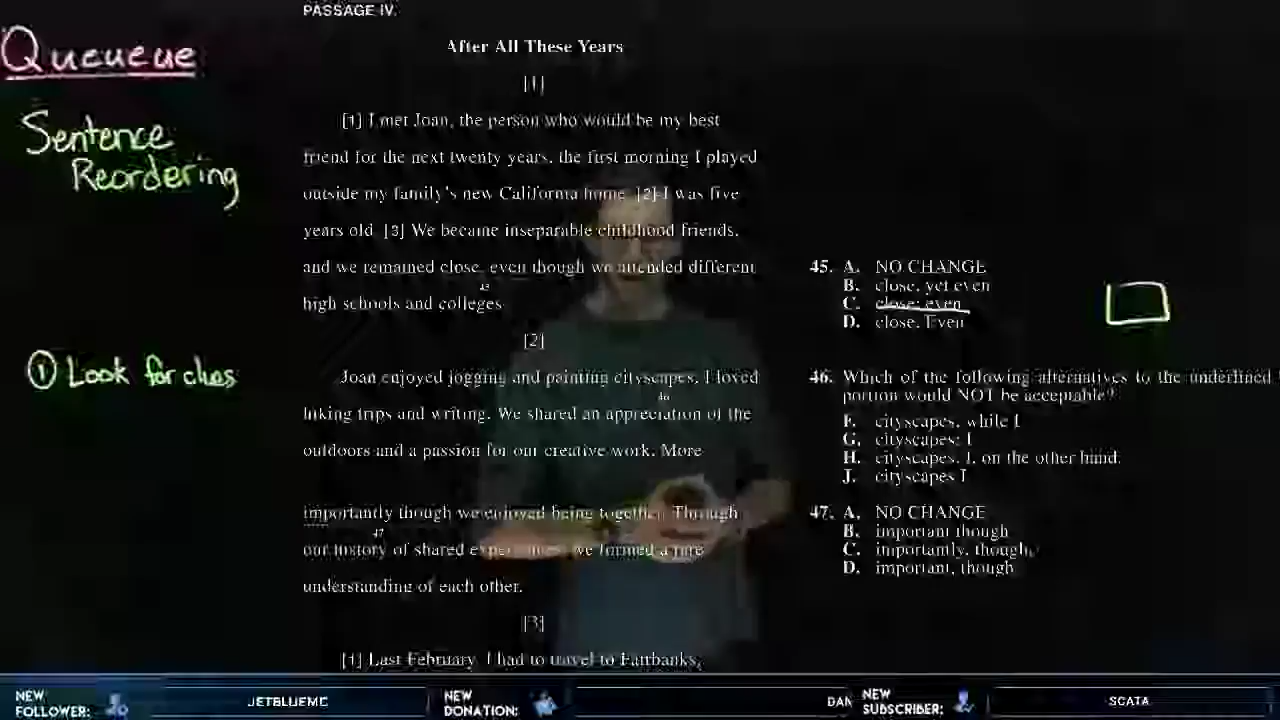 PASSAGE IV.
After All These Years
[1]
[1] I met Joan, the person who would be my best
friend for the next twenty years, the first morning I played
outside my family's new California home. [2] I was five
years old. [3] We became inseparable childhood friends,
and we remained close, even though we attended different
45
high schools and colleges.
[2]
Joan enjoyed jogging and painting cityscapes. I loved
46
hiking trips and writing. We shared an appreciation of the
outdoors and a passion for our creative work. More
importantly though we enjoyed being together. Through
47
our history of shared experiences, we formed a rare
understanding of each other.
[3]
[1] Last February, I had to travel to Fairbanks,
Queueue
Sentence
Reordering
① Look for clues
45. A. NO CHANGE
B. close, yet even
C. close; even
D. close. Even
46. Which of the following alternatives to the underlined
portion would NOT be acceptable?
F. cityscapes, while I
G. cityscapes; I
H. cityscapes. I, on the other hand,
J. cityscapes I
47. A. NO CHANGE
B. important though
C. importantly, though,
D. important, though
NEW
FOLLOWER:
JETBLUEMC
NEW
DONATION:
DAN
NEW
SUBSCRIBER:
SCATA